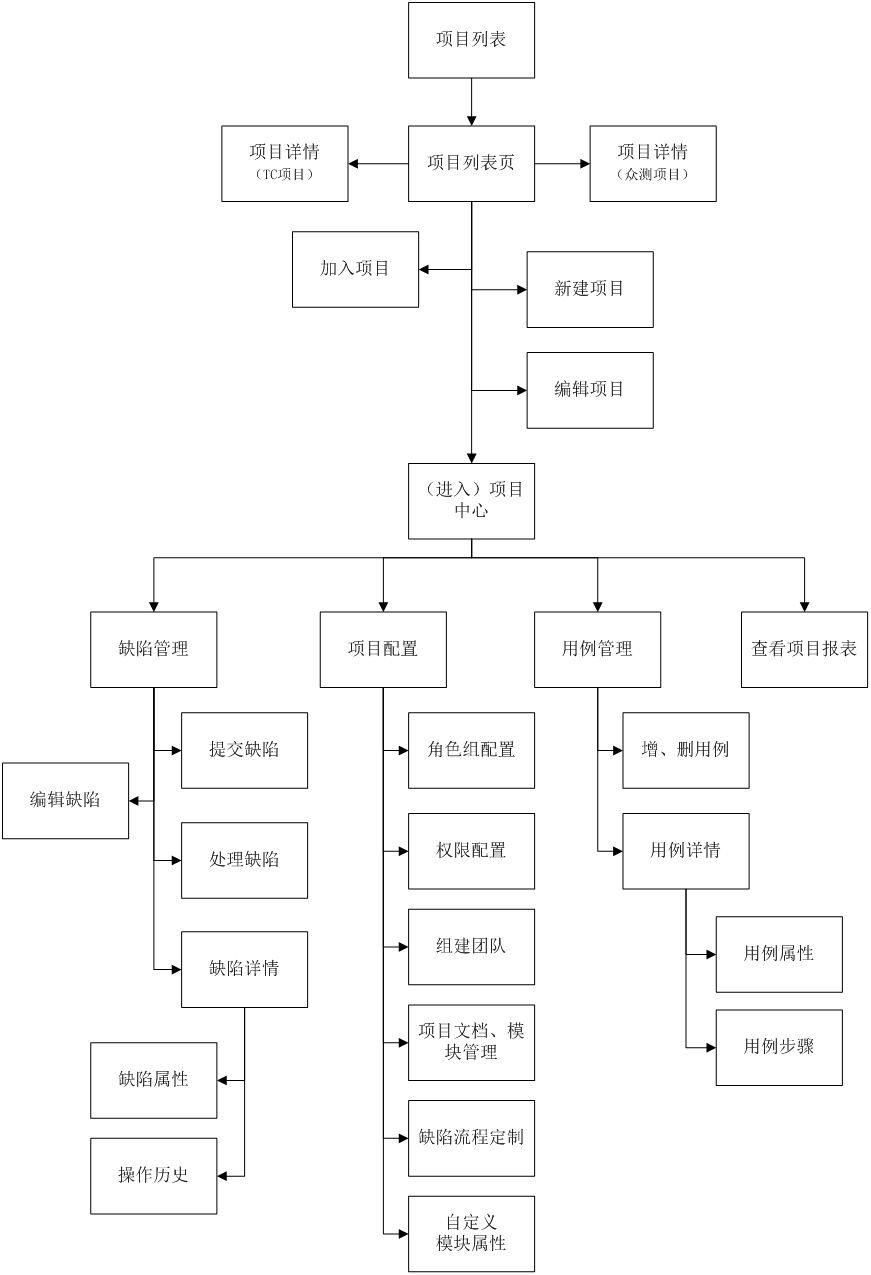 项目列表
项目详情
（TC项目）
项目列表页
项目详情
（众测项目）
加入项目
新建项目
编辑项目
（进入）项目
中心
缺陷管理
项目配置
用例管理
查看项目报表
提交缺陷
角色组配置
增、删用例
编辑缺陷
处理缺陷
权限配置
用例详情
缺陷详情
组建团队
用例属性
项目文档、模
块管理
用例步骤
缺陷属性
缺陷流程定制
操作历史
自定义
模块属性